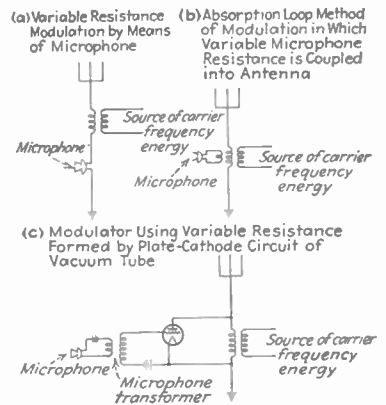 (a) Variable Resistance
Modulation by Means
of Microphone
(b) Absorption Loop Method
of Modulation in Which
Variable Microphone
Resistance is Coupled
into Antenna
Source of carrier
frequency
energy
Microphone
Source of carrier
frequency
energy
Microphone
(c) Modulator Using Variable Resistance
Formed by Plate-Cathode Circuit of
Vacuum Tube
Source of carrier
frequency
energy
Microphone
Microphone
transformer